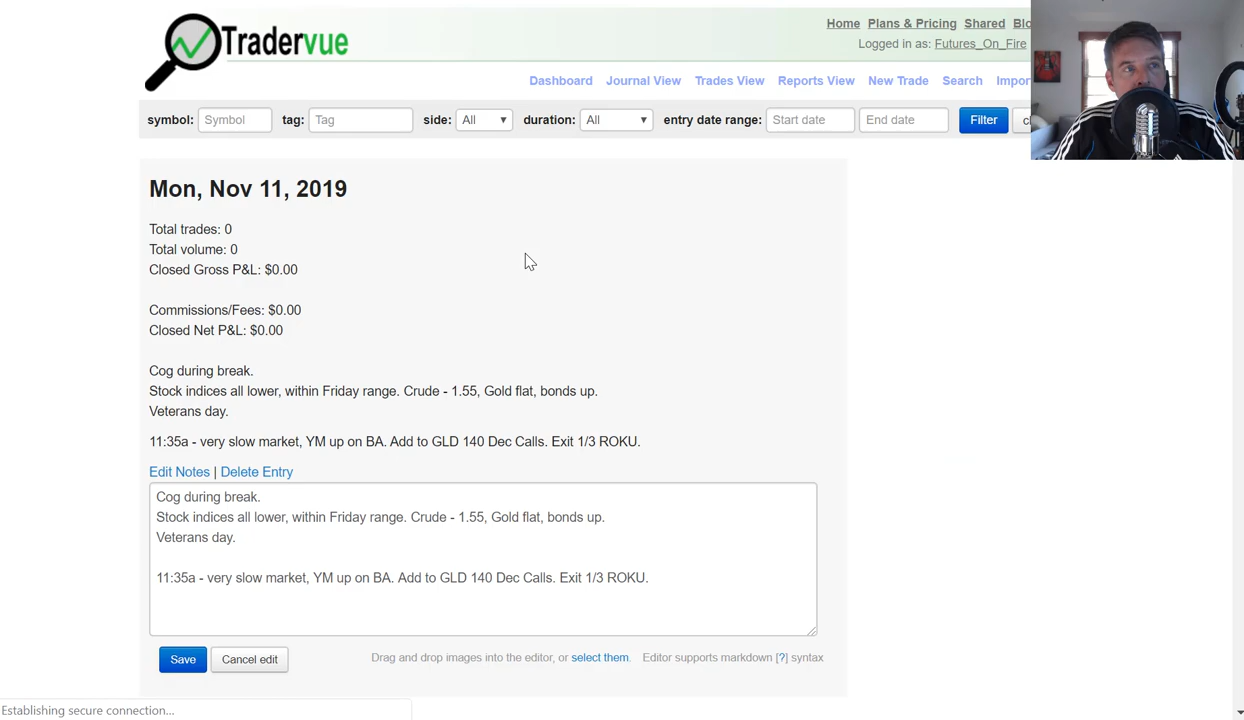 Tradervue
Home Plans & Pricing Shared Blo
Logged in as: Futures_On_Fire
Dashboard Journal View Trades View Reports View New Trade Search Impor
symbol: Symbol tag: Tag side: All duration: All entry date range: Start date End date Filter cl
Mon, Nov 11, 2019
Total trades: 0
Total volume: 0
Closed Gross P&L: $0.00
Commissions/Fees: $0.00
Closed Net P&L: $0.00
Cog during break.
Stock indices all lower, within Friday range. Crude - 1.55, Gold flat, bonds up.
Veterans day.
11:35a - very slow market, YM up on BA. Add to GLD 140 Dec Calls. Exit 1/3 ROKU.
Edit Notes | Delete Entry
Cog during break.
Stock indices all lower, within Friday range. Crude - 1.55, Gold flat, bonds up.
Veterans day.
11:35a - very slow market, YM up on BA. Add to GLD 140 Dec Calls. Exit 1/3 ROKU.
Save Cancel edit Drag and drop images into the editor, or select them. Editor supports markdown [?] syntax
Establishing secure connection...